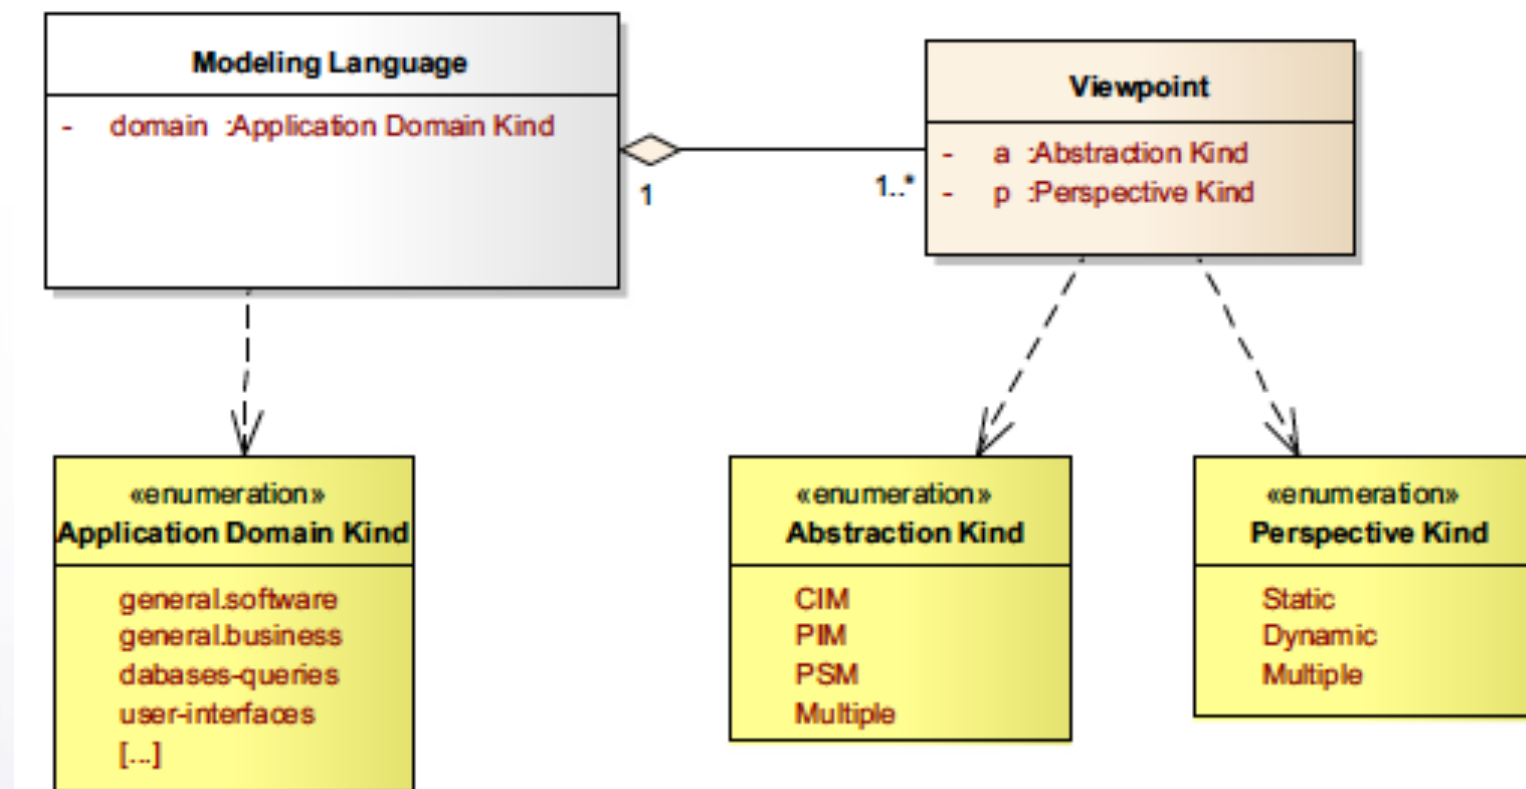 Modeling Language
- domain :Application Domain Kind
1
1..*
Viewpoint
- a :Abstraction Kind
- p :Perspective Kind
«enumeration»
Application Domain Kind
general.software
general.business
dabases-queries
user-interfaces
[...]
«enumeration»
Abstraction Kind
CIM
PIM
PSM
Multiple
«enumeration»
Perspective Kind
Static
Dynamic
Multiple